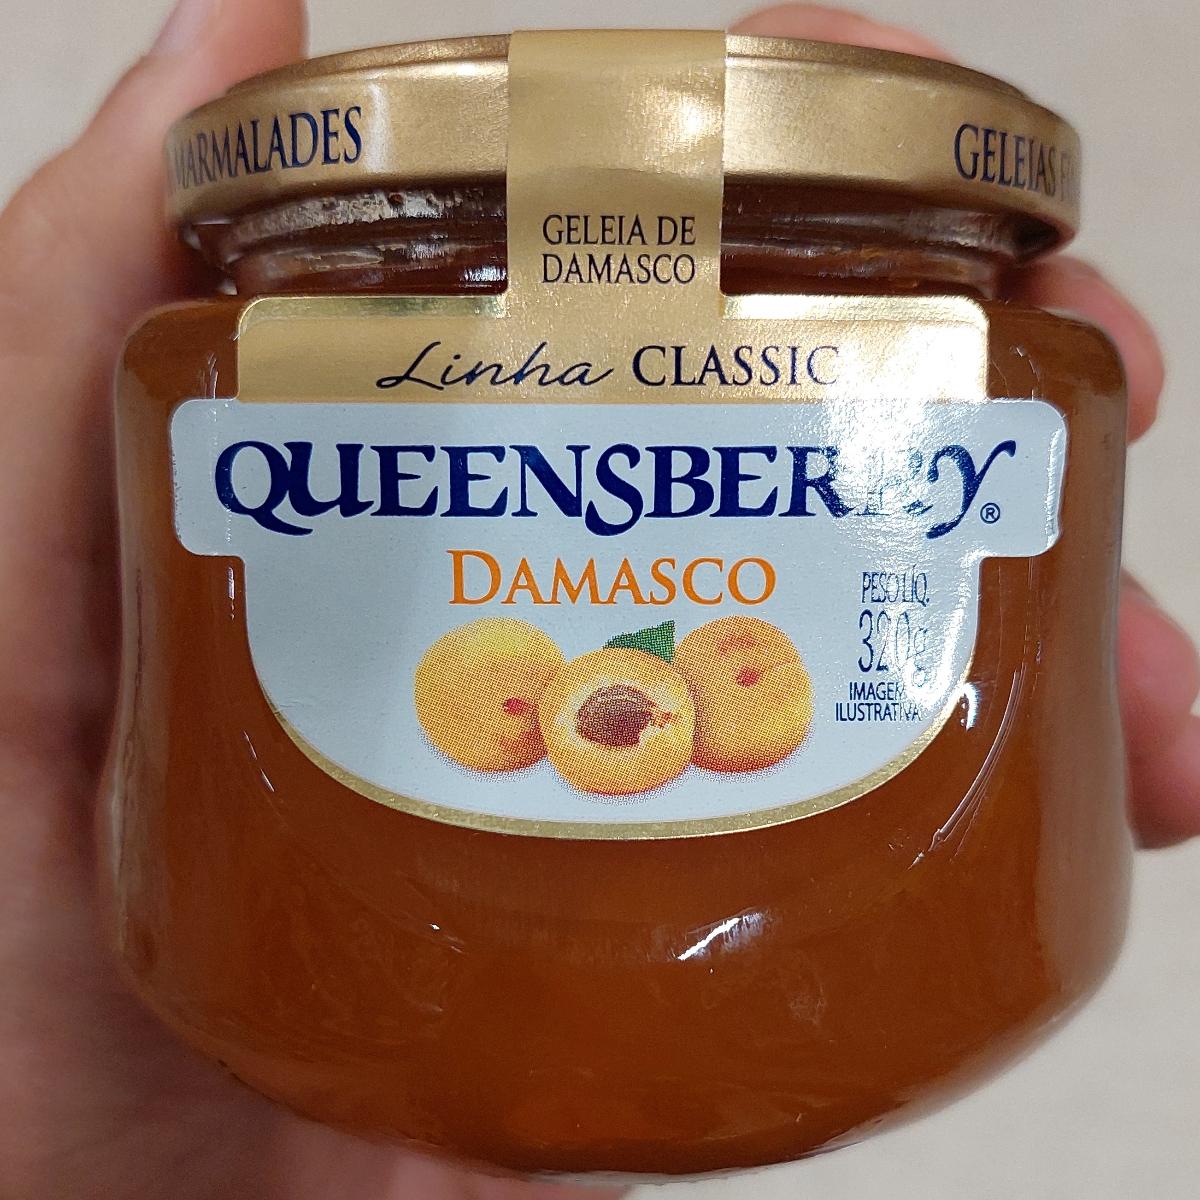 MARMALADES
GELEIAS
GELEIA DE
DAMASCO
Linha CLASSIC
QUEENSBERRY®
DAMASCO
PESO LÍQ.
320g
IMAGEM
ILUSTRATIVA